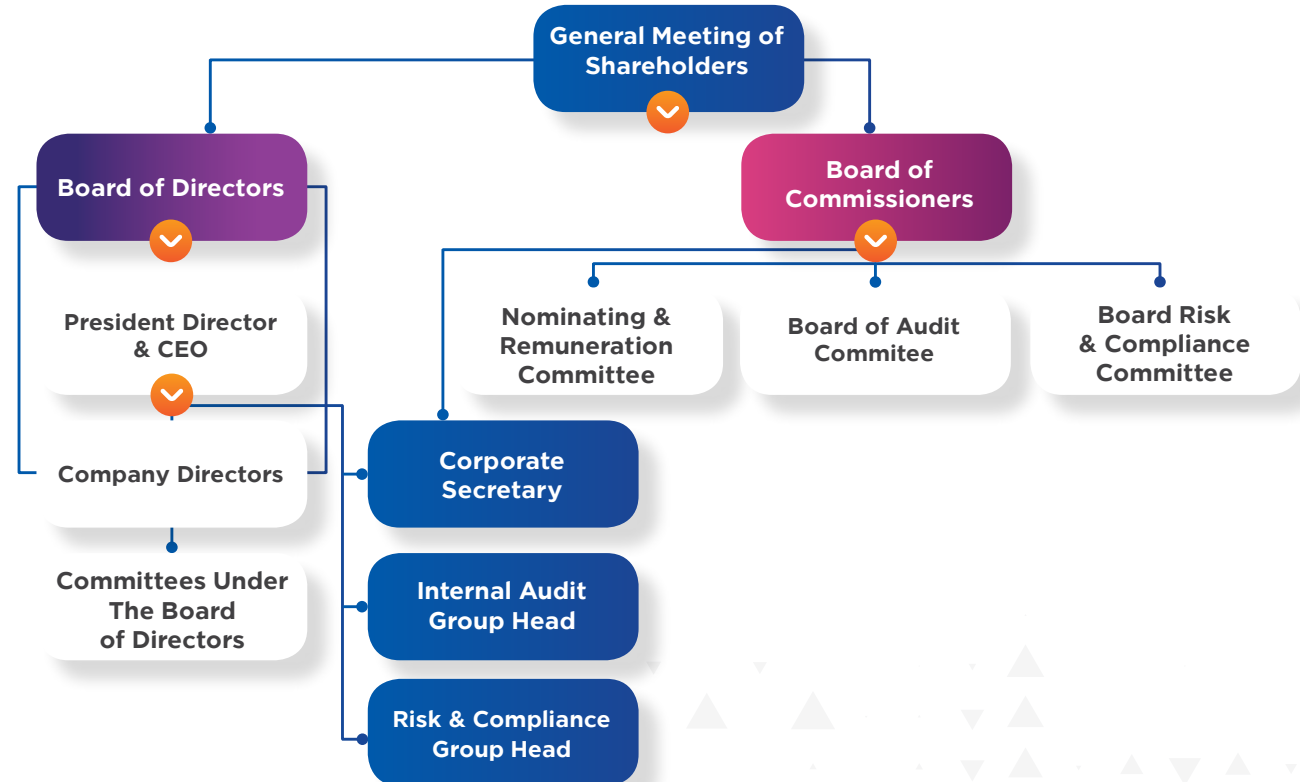 General Meeting of
Shareholders
Board of Directors
Board of
Commissioners
President Director
& CEO
Nominating &
Remuneration
Committee
Board of Audit
Commitee
Board Risk
& Compliance
Committee
Company Directors
Corporate
Secretary
Committees Under
The Board
of Directors
Internal Audit
Group Head
Risk & Compliance
Group Head